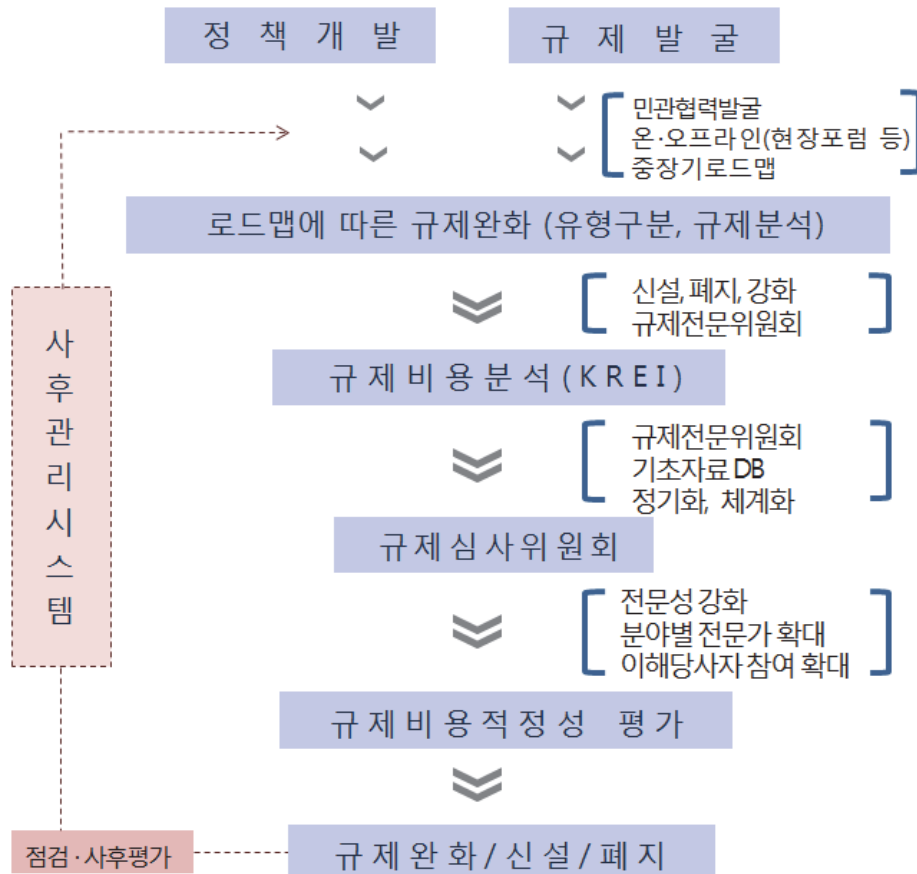 정 책 개 발
규 제 발 굴
민관협력발굴
온·오프라인(현장포럼 등)
중장기로드맵
로드맵에 따른 규제완화 (유형구분, 규제분석)
신설, 폐지, 강화
규제전문위원회
규 제 비 용 분 석 ( K R E I )
규제전문위원회
기초자료 DB
정기화, 체계화
규 제 심 사 위 원 회
전문성 강화
분야별 전문가 확대
이해당사자 참여 확대
규 제 비 용 적 정 성 평 가
규 제 완 화 / 신 설 / 폐 지
점검·사후평가
사
후
관
리
시
스
템